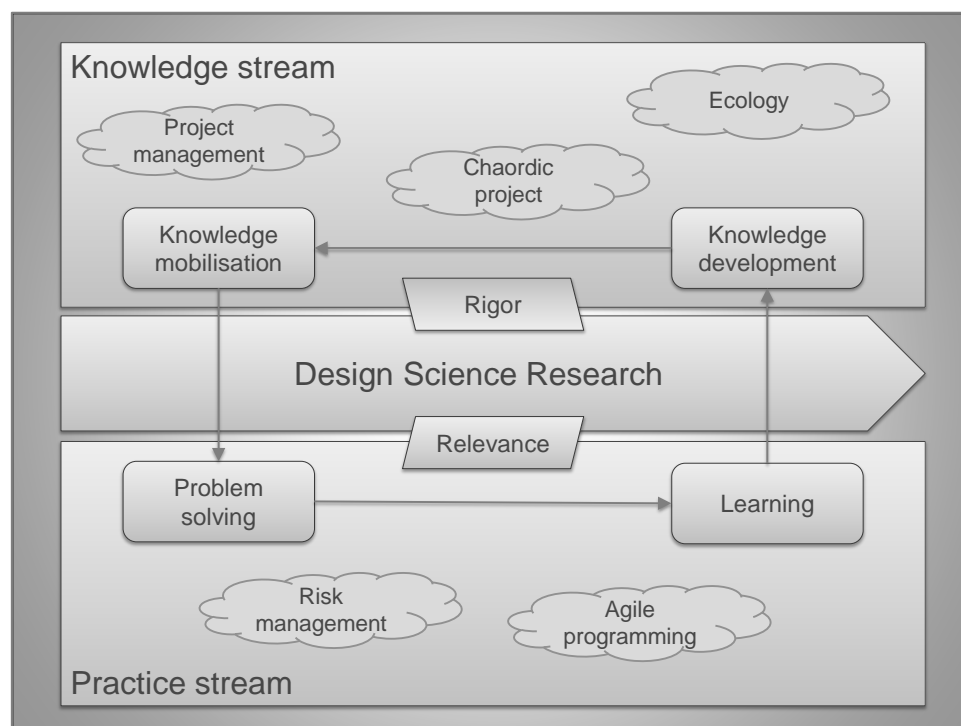 Knowledge stream
Ecology
Project
management
Chaordic
project
Knowledge
mobilisation
Knowledge
development
Rigor
Design Science Research
Relevance
Problem
solving
Learning
Risk
management
Agile
programming
Practice stream